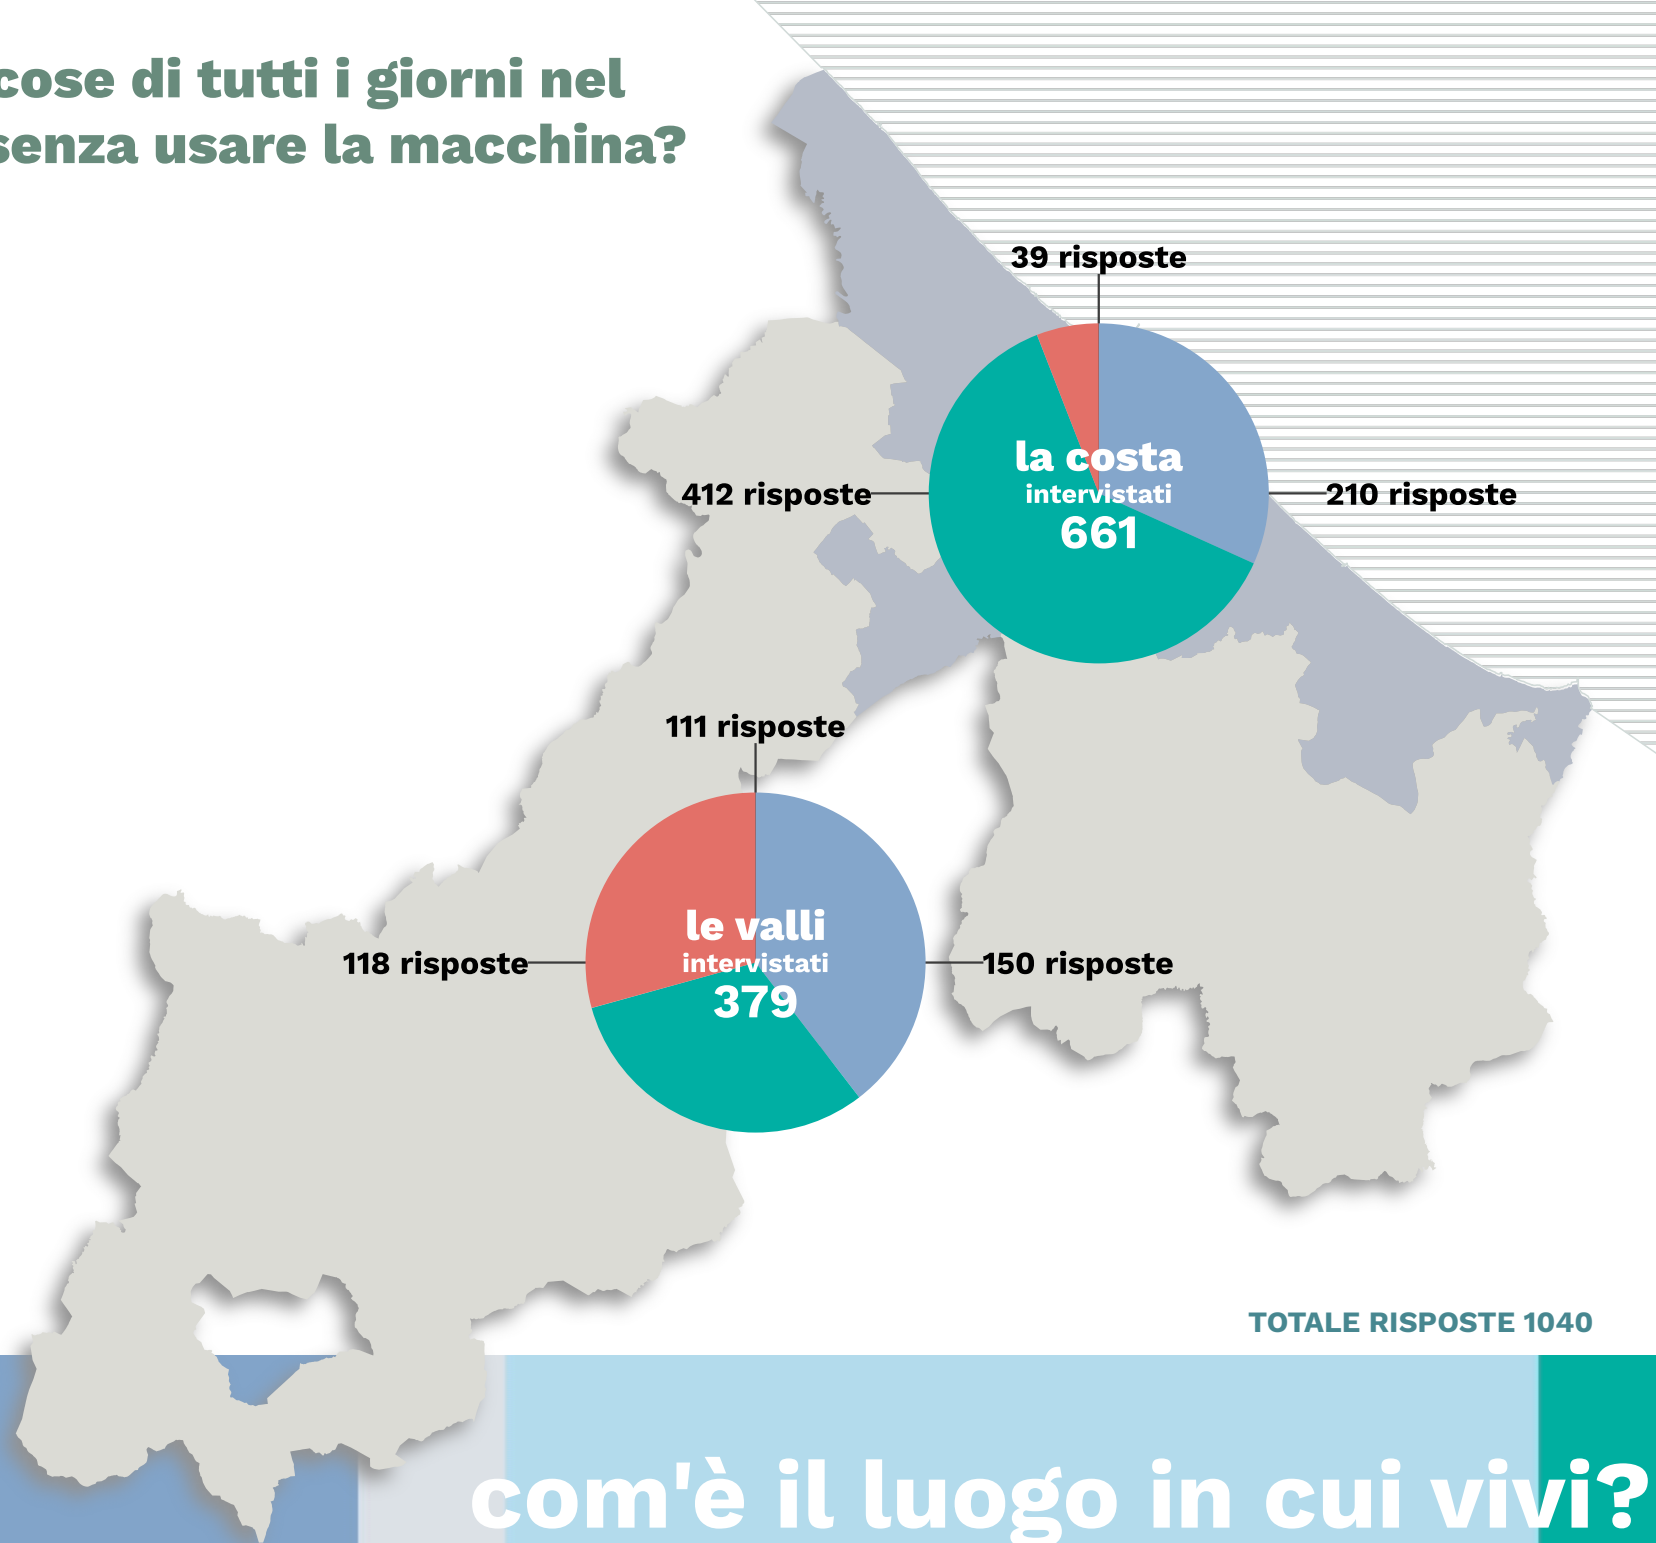 cose di tutti i giorni nel
senza usare la macchina?
39 risposte
la costa
412 risposte
intervistati
210 risposte
661
111 risposte
le valli
118 risposte
intervistati
150 risposte
379
TOTALE RISPOSTE 1040
com'è il luogo in cui vivi?